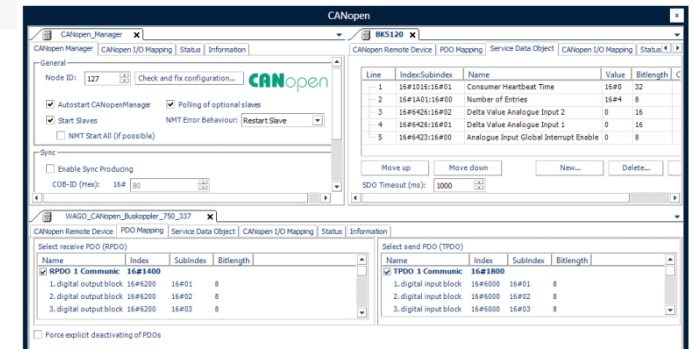 CANopen
x
CANopen_Manager x
CANopen Manager CANopen I/O Mapping Status Information
General
Node ID: 127 Check and fix configuration... CANopen
Autostart CANopenManager Polling of optional slaves
Start Slaves NMT Error Behaviour: Restart Slave
NMT Start All (if possible)
Sync
Enable Sync Producing
COB-ID (Hex): 16# 80
BK5120 x
CANopen Remote Device PDO Mapping Service Data Object CANopen I/O Mapping Status
Line Index:Subindex Name Value Bitlength C
1 16#1016:16#01 Consumer Heartbeat Time 16#0 32
2 16#1A01:16#00 Number of Entries 16#4 8
3 16#6426:16#02 Delta Value Analogue Input 2 0 16
4 16#6426:16#01 Delta Value Analogue Input 1 0 16
5 16#6423:16#00 Analogue Input Global Interrupt Enable 0 8
Move up Move down New... Delete...
SDO Timeout (ms): 1000
WAGO_CANopen_Buskoppler_750_337 x
CANopen Remote Device PDO Mapping Service Data Object CANopen I/O Mapping Status Information
Select receive PDO (RPDO)
Name Index SubIndex Bitlength
RPDO 1 Communic 16#1400
1. digital output block 16#6200 16#01 8
2. digital output block 16#6200 16#02 8
3. digital output block 16#6200 16#03 8
Select send PDO (TPDO)
Name Index SubIndex Bitlength
TPDO 1 Communic 16#1800
1. digital input block 16#6000 16#01 8
2. digital input block 16#6000 16#02 8
3. digital input block 16#6000 16#03 8
Force explicit deactivating of PDOs